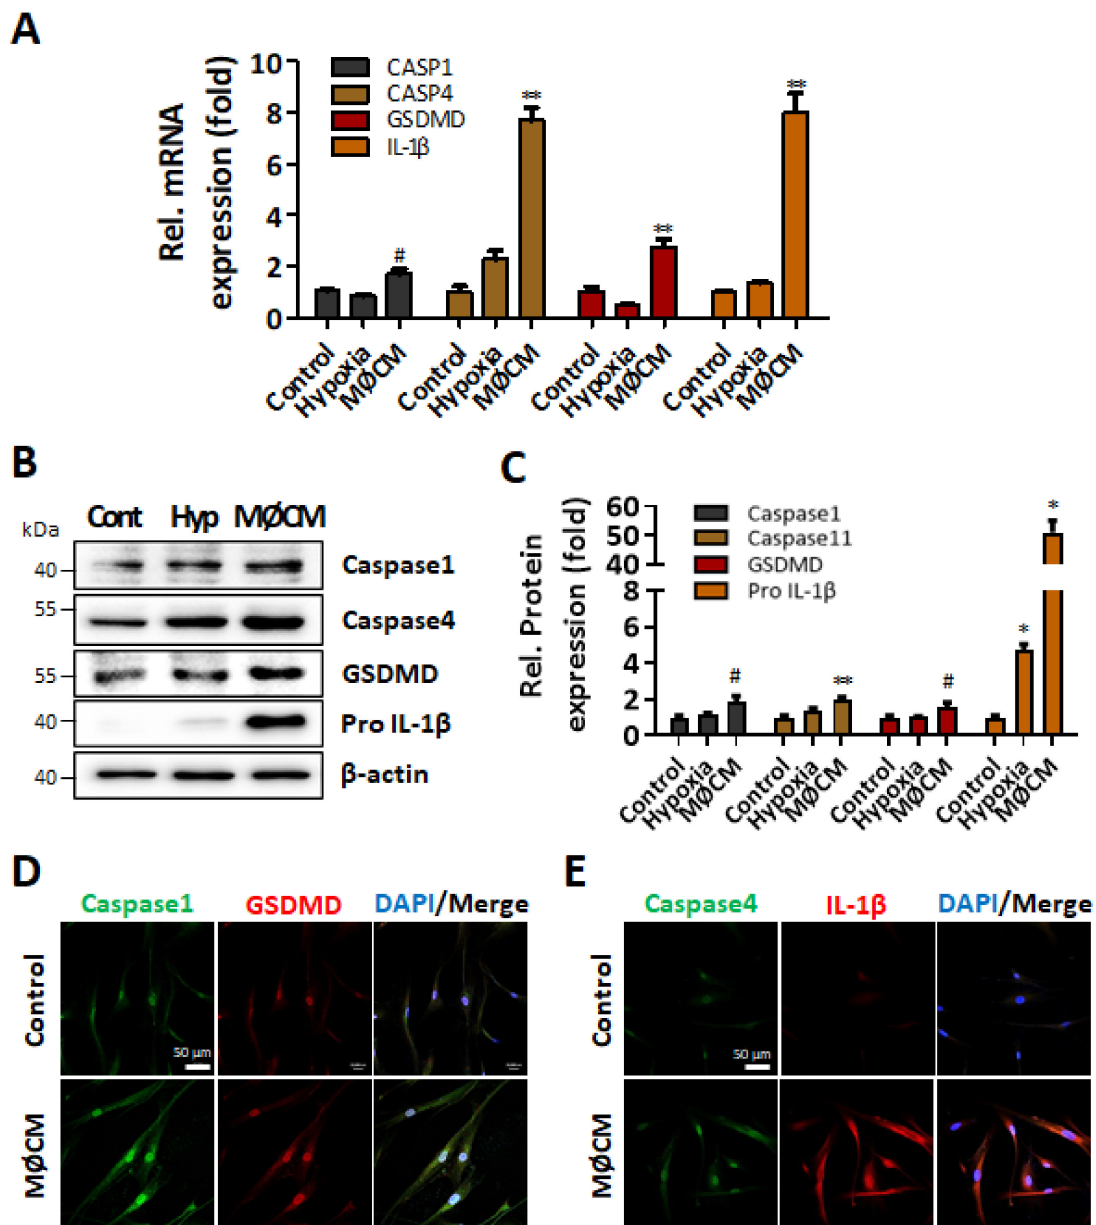 A
Rel. mRNA
expression (fold)
10
8
6
4
2
0
CASP1
CASP4
GSDMD
IL-1β
#
**
**
**
Control
Hypoxia
MØCM
Control
Hypoxia
MØCM
Control
Hypoxia
MØCM
Control
Hypoxia
MØCM
B
kDa
Cont Hyp MØCM
40
Caspase1
55
Caspase4
55
GSDMD
40
Pro IL-1β
40
β-actin
C
Rel. Protein
expression (fold)
60
50
40
8
6
4
2
0
Caspase1
Caspase11
GSDMD
Pro IL-1β
#
**
#
*
*
Control
Hypoxia
MØCM
Control
Hypoxia
MØCM
Control
Hypoxia
MØCM
Control
Hypoxia
MØCM
D
Caspase1 GSDMD DAPI/Merge
Control
50 µm
MØCM
E
Caspase4 IL-1β DAPI/Merge
Control
50 µm
MØCM